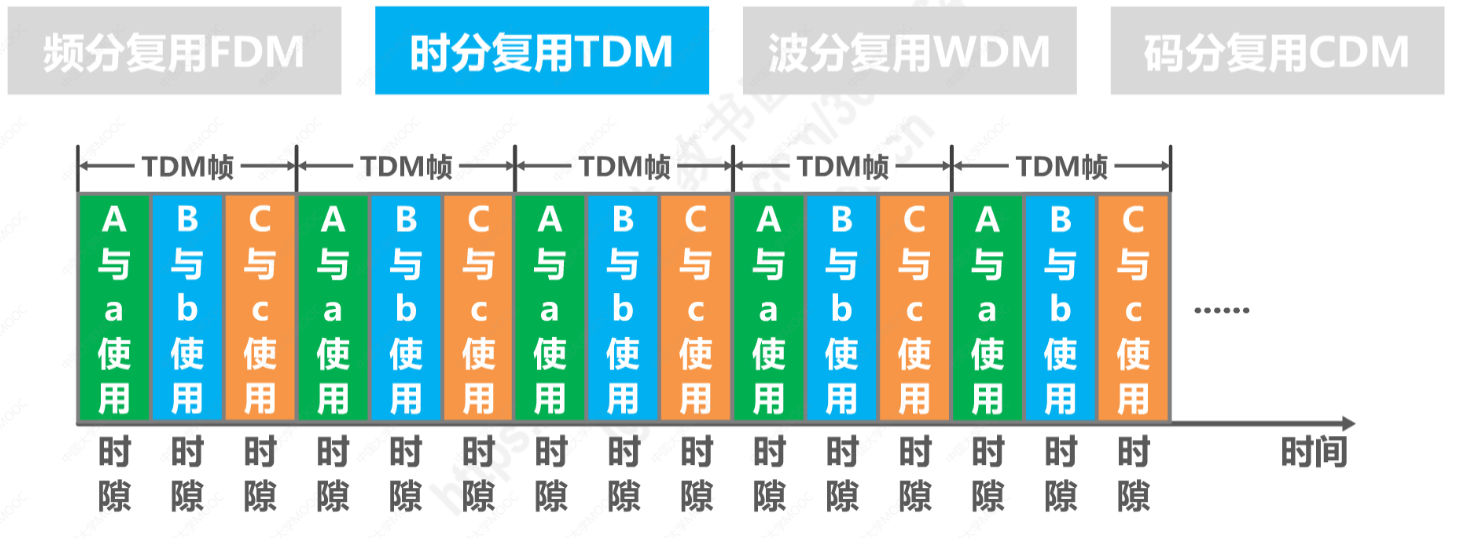 频分复用FDM 时分复用TDM 波分复用WDM 码分复用CDM
TDM帧 TDM帧 TDM帧 TDM帧 TDM帧
A与a使用 B与b使用 C与c使用 A与a使用 B与b使用 C与c使用 A与a使用 B与b使用 C与c使用 A与a使用 B与b使用 C与c使用 A与a使用 B与b使用 C与c使用 ……
时隙 时隙 时隙 时隙 时隙 时隙 时隙 时隙 时隙 时隙 时隙 时隙 时隙 时隙 时隙 时间